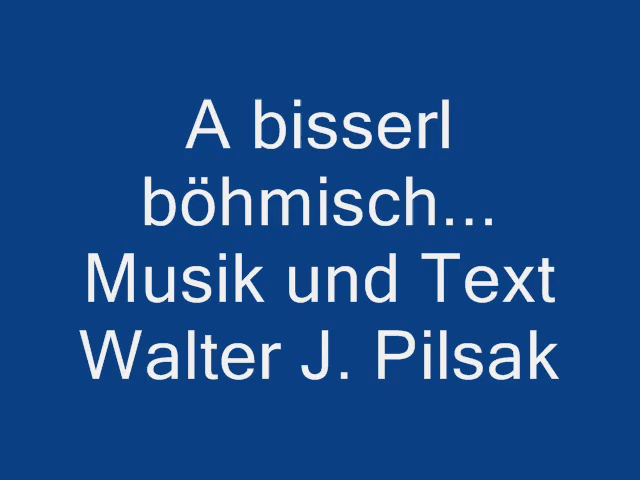 A bisserl
böhmisch...
Musik und Text
Walter J. Pilsak